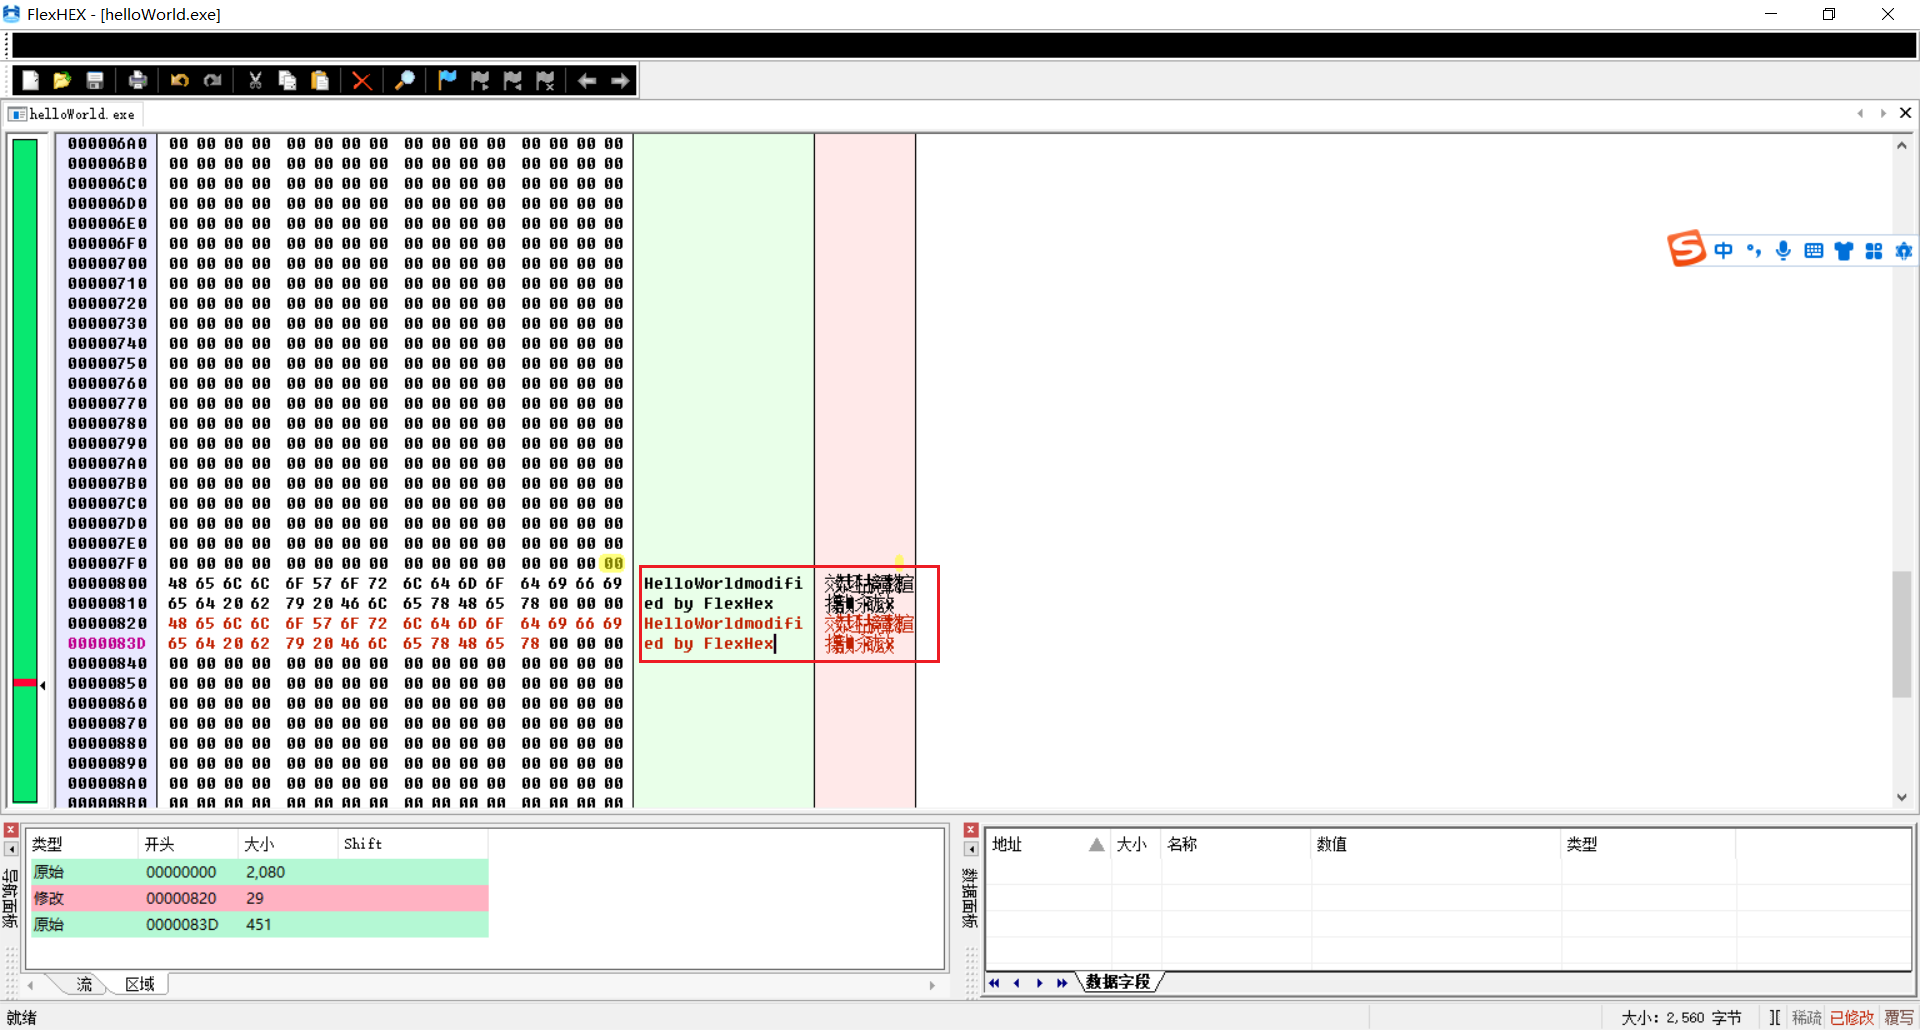 FlexHEX - [helloWorld.exe]
helloWorld.exe
000006A0 00 00 00 00 00 00 00 00 00 00 00 00 00 00 00 00
000006B0 00 00 00 00 00 00 00 00 00 00 00 00 00 00 00 00
000006C0 00 00 00 00 00 00 00 00 00 00 00 00 00 00 00 00
000006D0 00 00 00 00 00 00 00 00 00 00 00 00 00 00 00 00
000006E0 00 00 00 00 00 00 00 00 00 00 00 00 00 00 00 00
000006F0 00 00 00 00 00 00 00 00 00 00 00 00 00 00 00 00
00000700 00 00 00 00 00 00 00 00 00 00 00 00 00 00 00 00
00000710 00 00 00 00 00 00 00 00 00 00 00 00 00 00 00 00
00000720 00 00 00 00 00 00 00 00 00 00 00 00 00 00 00 00
00000730 00 00 00 00 00 00 00 00 00 00 00 00 00 00 00 00
00000740 00 00 00 00 00 00 00 00 00 00 00 00 00 00 00 00
00000750 00 00 00 00 00 00 00 00 00 00 00 00 00 00 00 00
00000760 00 00 00 00 00 00 00 00 00 00 00 00 00 00 00 00
00000770 00 00 00 00 00 00 00 00 00 00 00 00 00 00 00 00
00000780 00 00 00 00 00 00 00 00 00 00 00 00 00 00 00 00
00000790 00 00 00 00 00 00 00 00 00 00 00 00 00 00 00 00
000007A0 00 00 00 00 00 00 00 00 00 00 00 00 00 00 00 00
000007B0 00 00 00 00 00 00 00 00 00 00 00 00 00 00 00 00
000007C0 00 00 00 00 00 00 00 00 00 00 00 00 00 00 00 00
000007D0 00 00 00 00 00 00 00 00 00 00 00 00 00 00 00 00
000007E0 00 00 00 00 00 00 00 00 00 00 00 00 00 00 00 00
000007F0 00 00 00 00 00 00 00 00 00 00 00 00 00 00 00 00
00000800 48 65 6C 6C 6F 57 6F 72 6C 64 6D 6F 64 69 66 69 HelloWorldmodifi
00000810 65 64 20 62 79 20 46 6C 65 78 48 65 78 00 00 00 ed by FlexHex
00000820 48 65 6C 6C 6F 57 6F 72 6C 64 6D 6F 64 69 66 69 HelloWorldmodifi
0000083D 65 64 20 62 79 20 46 6C 65 78 48 65 78 00 00 00 ed by FlexHex
00000840 00 00 00 00 00 00 00 00 00 00 00 00 00 00 00 00
00000850 00 00 00 00 00 00 00 00 00 00 00 00 00 00 00 00
00000860 00 00 00 00 00 00 00 00 00 00 00 00 00 00 00 00
00000870 00 00 00 00 00 00 00 00 00 00 00 00 00 00 00 00
00000880 00 00 00 00 00 00 00 00 00 00 00 00 00 00 00 00
00000890 00 00 00 00 00 00 00 00 00 00 00 00 00 00 00 00
000008A0 00 00 00 00 00 00 00 00 00 00 00 00 00 00 00 00
000008B0 00 00 00 00 00 00 00 00 00 00 00 00 00 00 00 00
中
导航面板
类型 开头 大小 Shift
原始 00000000 2,080
修改 00000820 29
原始 0000083D 451
流 区域
数据面板
地址 大小 名称 数值 类型
数据字段
就绪
大小: 2,560 字节 ][ 稀疏 已修改 覆写